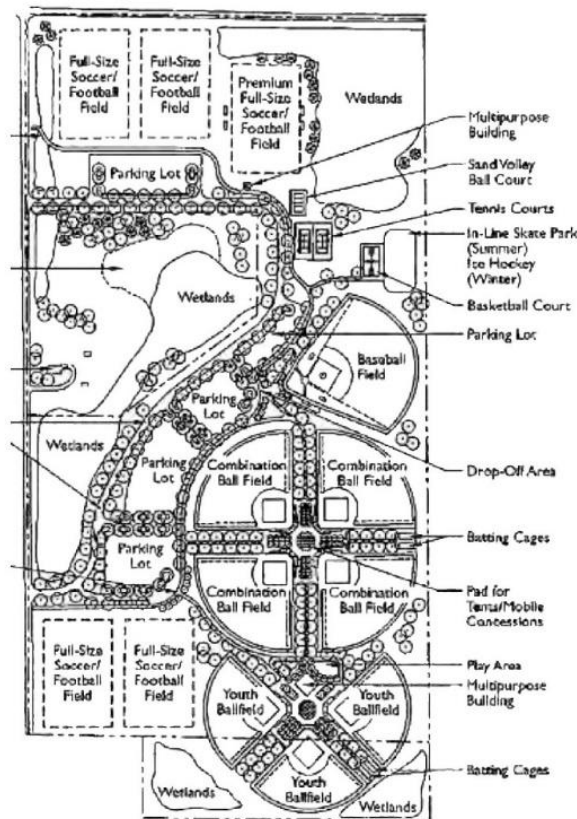 Full-Size
Soccer/
Football
Field
Full-Size
Soccer/
Football
Field
Premium
Full-Size
Soccer/
Football
Field
Wetlands
Multipurpose
Building
Parking Lot
Sand Volley
Ball Court
Tennis Courts
In-Line Skate Park
(Summer)
Ice Hockey
(Winter)
Wetlands
Basketball Court
Parking Lot
Baseball
Field
Parking
Lot
Wetlands
Parking
Lot
Combination
Ball Field
Combination
Ball Field
Drop-Off Area
Parking
Lot
Batting Cages
Combination
Ball Field
Combination
Ball Field
Pad for
Tents/Mobile
Concessions
Full-Size
Soccer/
Football
Field
Full-Size
Soccer/
Football
Field
Play Area
Multipurpose
Building
Youth
Ballfield
Youth
Ballfield
Batting Cages
Youth
Ballfield
Wetlands
Wetlands